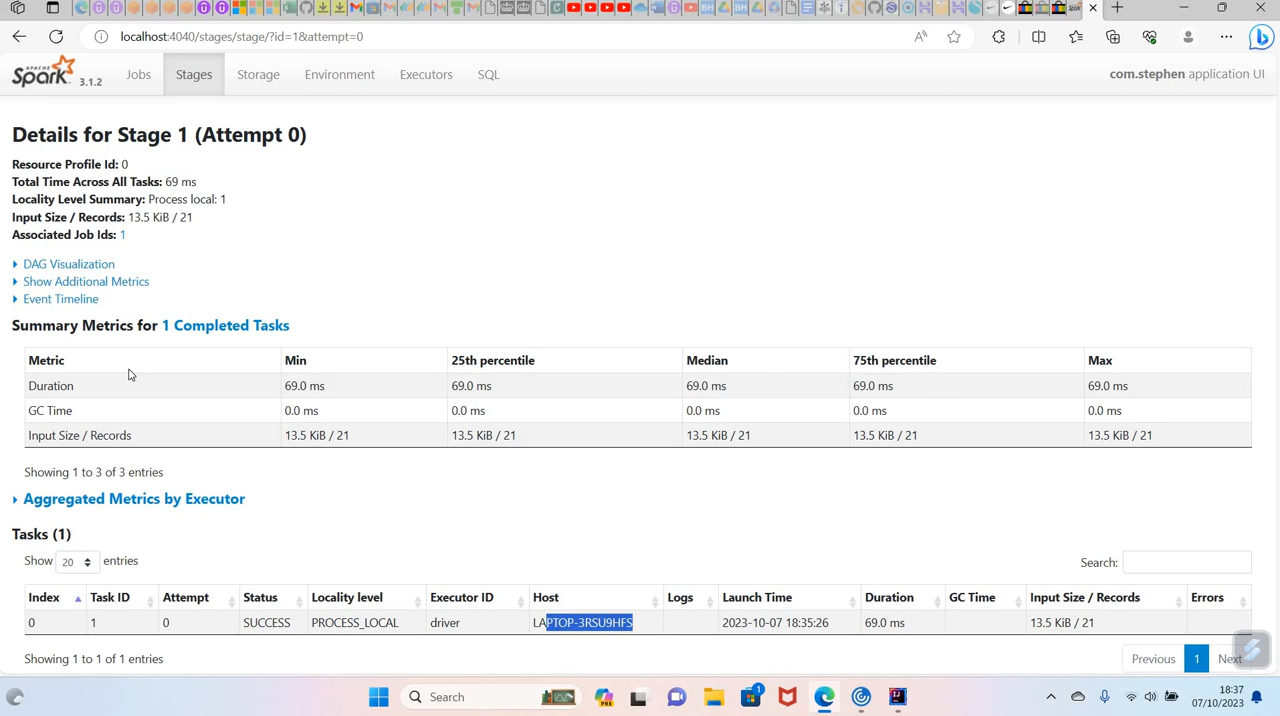 localhost:4040/stages/stage/?id=1&attempt=0
APACHE Spark 3.1.2 Jobs Stages Storage Environment Executors SQL com.stephen application UI
Details for Stage 1 (Attempt 0)
Resource Profile Id: 0
Total Time Across All Tasks: 69 ms
Locality Level Summary: Process local: 1
Input Size / Records: 13.5 KiB / 21
Associated Job Ids: 1
DAG Visualization
Show Additional Metrics
Event Timeline
Summary Metrics for 1 Completed Tasks
Metric Min 25th percentile Median 75th percentile Max
Duration 69.0 ms 69.0 ms 69.0 ms 69.0 ms 69.0 ms
GC Time 0.0 ms 0.0 ms 0.0 ms 0.0 ms 0.0 ms
Input Size / Records 13.5 KiB / 21 13.5 KiB / 21 13.5 KiB / 21 13.5 KiB / 21 13.5 KiB / 21
Showing 1 to 3 of 3 entries
Aggregated Metrics by Executor
Tasks (1)
Show 20 entries Search:
Index Task ID Attempt Status Locality level Executor ID Host Logs Launch Time Duration GC Time Input Size / Records Errors
0 1 0 SUCCESS PROCESS_LOCAL driver LAPTOP-3RSU9HFS 2023-10-07 18:35:26 69.0 ms 13.5 KiB / 21
Showing 1 to 1 of 1 entries Previous 1 Next
Search 18:37
07/10/2023